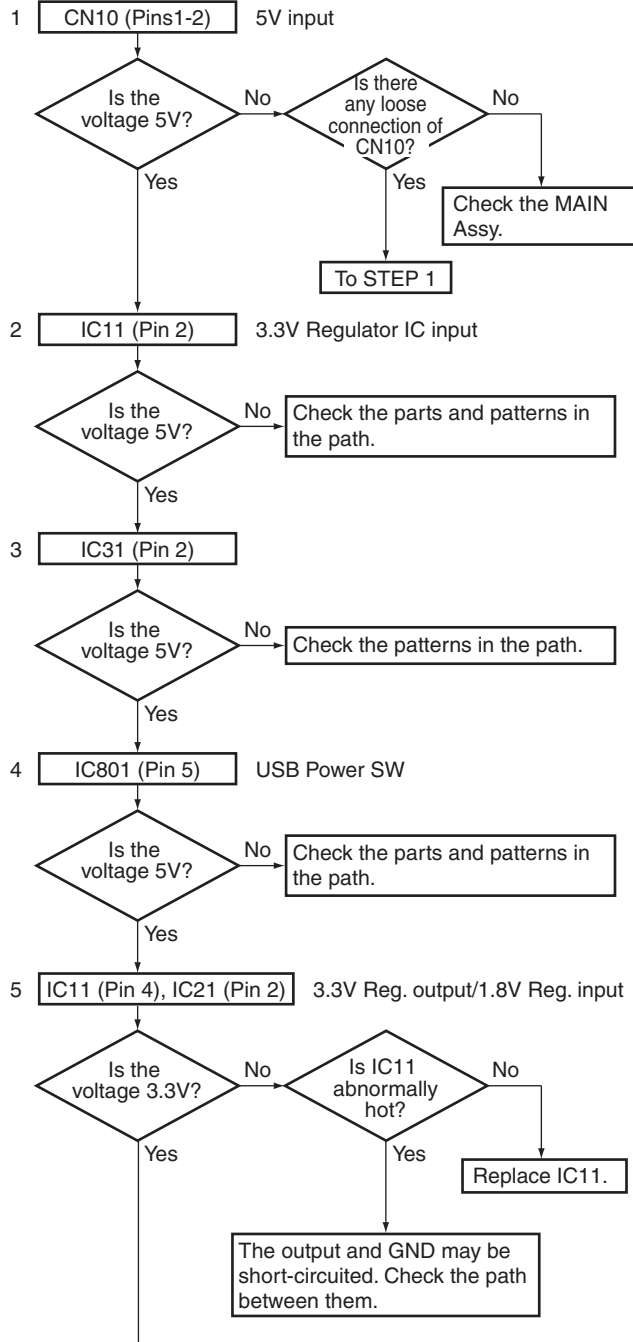 1 CN10 (Pins1-2) 5V input
Is the
voltage 5V?
No
Is there
any loose
connection of
CN10?
No
Yes
Yes
Check the MAIN
Assy.
To STEP 1
2 IC11 (Pin 2) 3.3V Regulator IC input
Is the
voltage 5V?
No
Check the parts and patterns in
the path.
Yes
3 IC31 (Pin 2)
Is the
voltage 5V?
No
Check the patterns in the path.
Yes
4 IC801 (Pin 5) USB Power SW
Is the
voltage 5V?
No
Check the parts and patterns in
the path.
Yes
5 IC11 (Pin 4), IC21 (Pin 2) 3.3V Reg. output/1.8V Reg. input
Is the
voltage 3.3V?
No
Is IC11
abnormally
hot?
No
Yes
Yes
Replace IC11.
The output and GND may be
short-circuited. Check the path
between them.